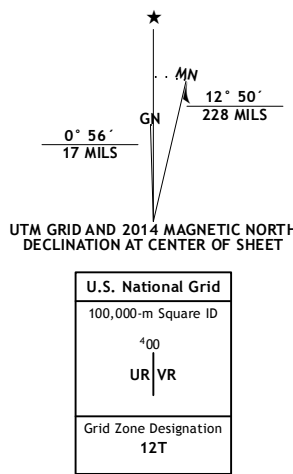 ★
MN
GN
12° 50´
228 MILS
0° 56´
17 MILS
UTM GRID AND 2014 MAGNETIC NORTH
DECLINATION AT CENTER OF SHEET
U.S. National Grid
100,000-m Square ID
⁴00
UR VR
Grid Zone Designation
12T